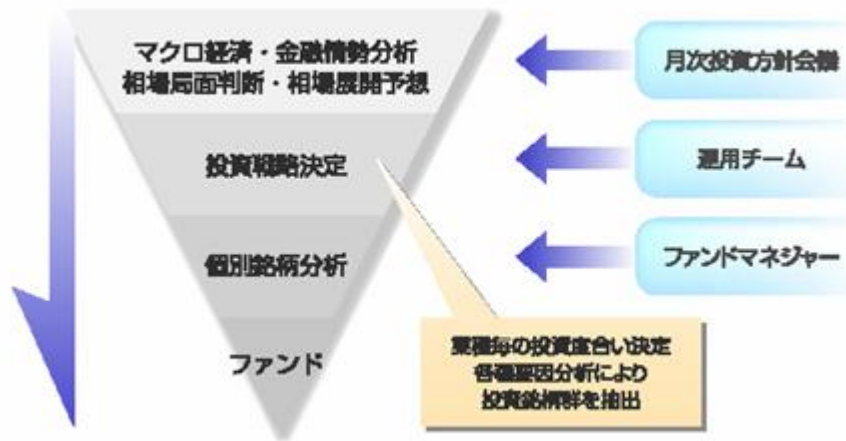 マクロ経済・金融情勢分析
相場局面判断・相場展開予想
月次投資方針会議
投資戦略決定
運用チーム
個別銘柄分析
ファンドマネジャー
ファンド
業種毎の投資度合い決定
各種要因分析により
投資銘柄群を抽出